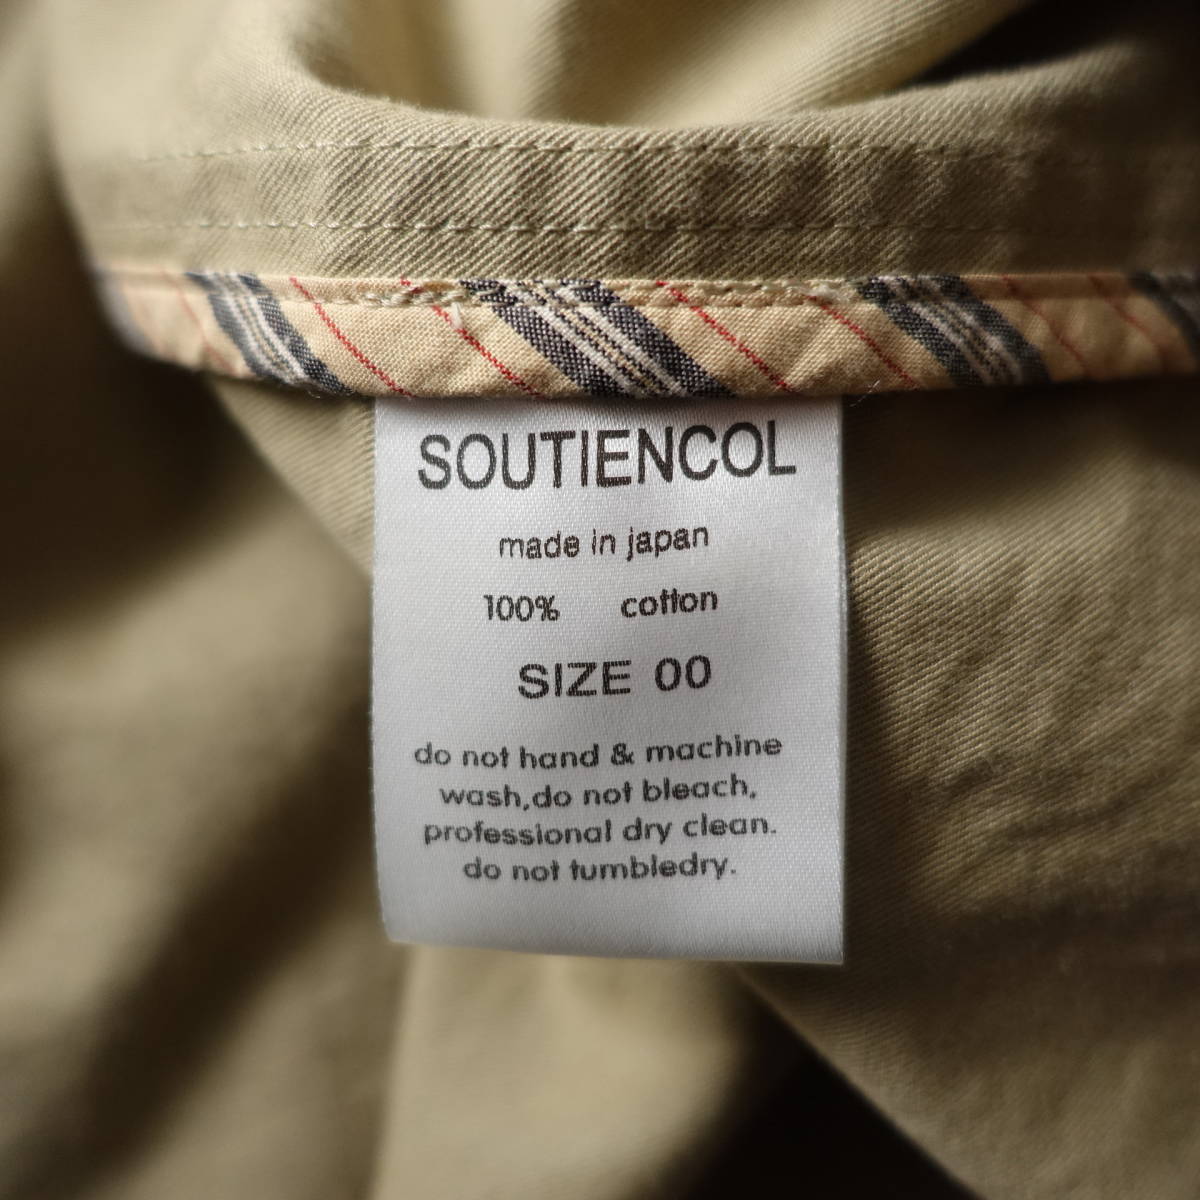 SOUTIENCOL
made in japan
100% cotton
SIZE 00
do not hand & machine
wash,do not bleach.
professional dry clean.
do not tumbledry.